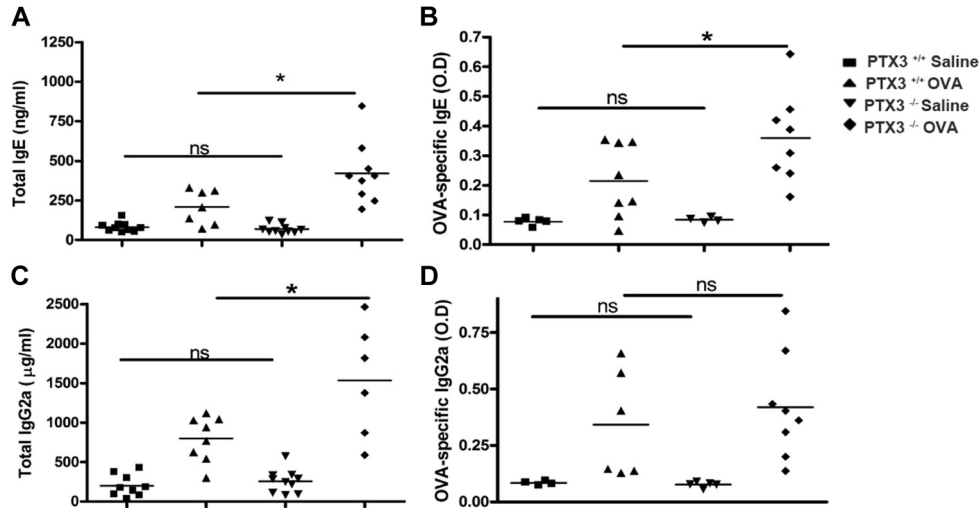 A
1250
1000
750
500
250
0
Total IgE (ng/ml)
ns
*
B
0.7
0.6
0.5
0.4
0.3
0.2
0.1
0.0
OVA-specific IgE (O.D)
ns
*
PTX3 +/+ Saline
PTX3 +/+ OVA
PTX3 -/- Saline
PTX3 -/- OVA
C
2500
2000
1500
1000
500
0
Total IgG2a ( μg/ml)
ns
*
D
0.75
0.50
0.25
0.00
OVA-specific IgG2a (O.D)
ns
ns